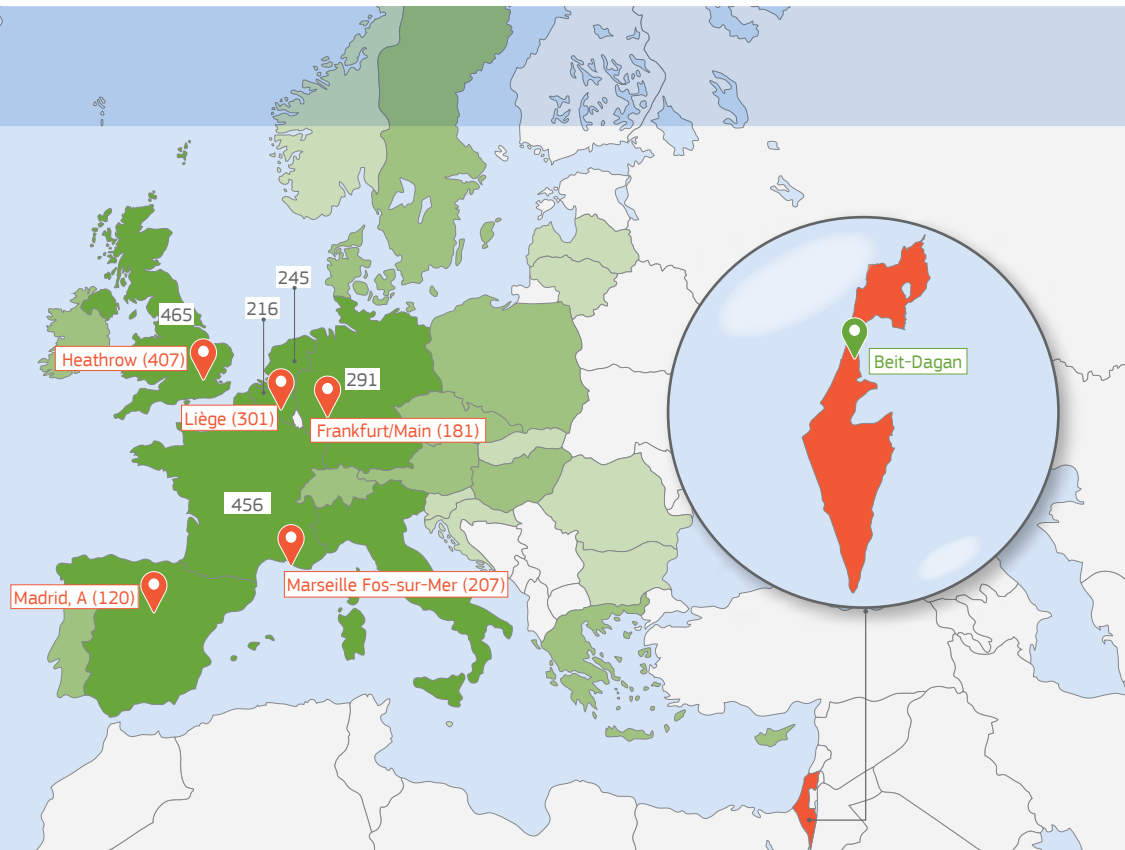 245
216
465
Heathrow (407)
Beit-Dagan
291
Liège (301)
Frankfurt/Main (181)
456
Marseille Fos-sur-Mer (207)
Madrid, A (120)